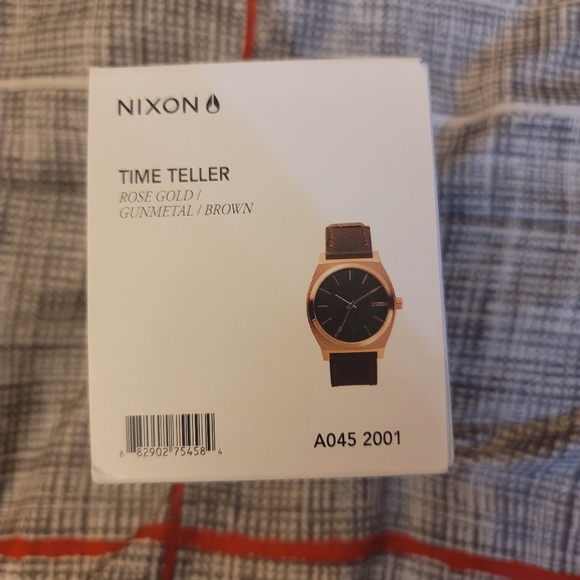 NIXON
TIME TELLER
ROSE GOLD /
GUNMETAL / BROWN
8 82902 75458 4
A045 2001